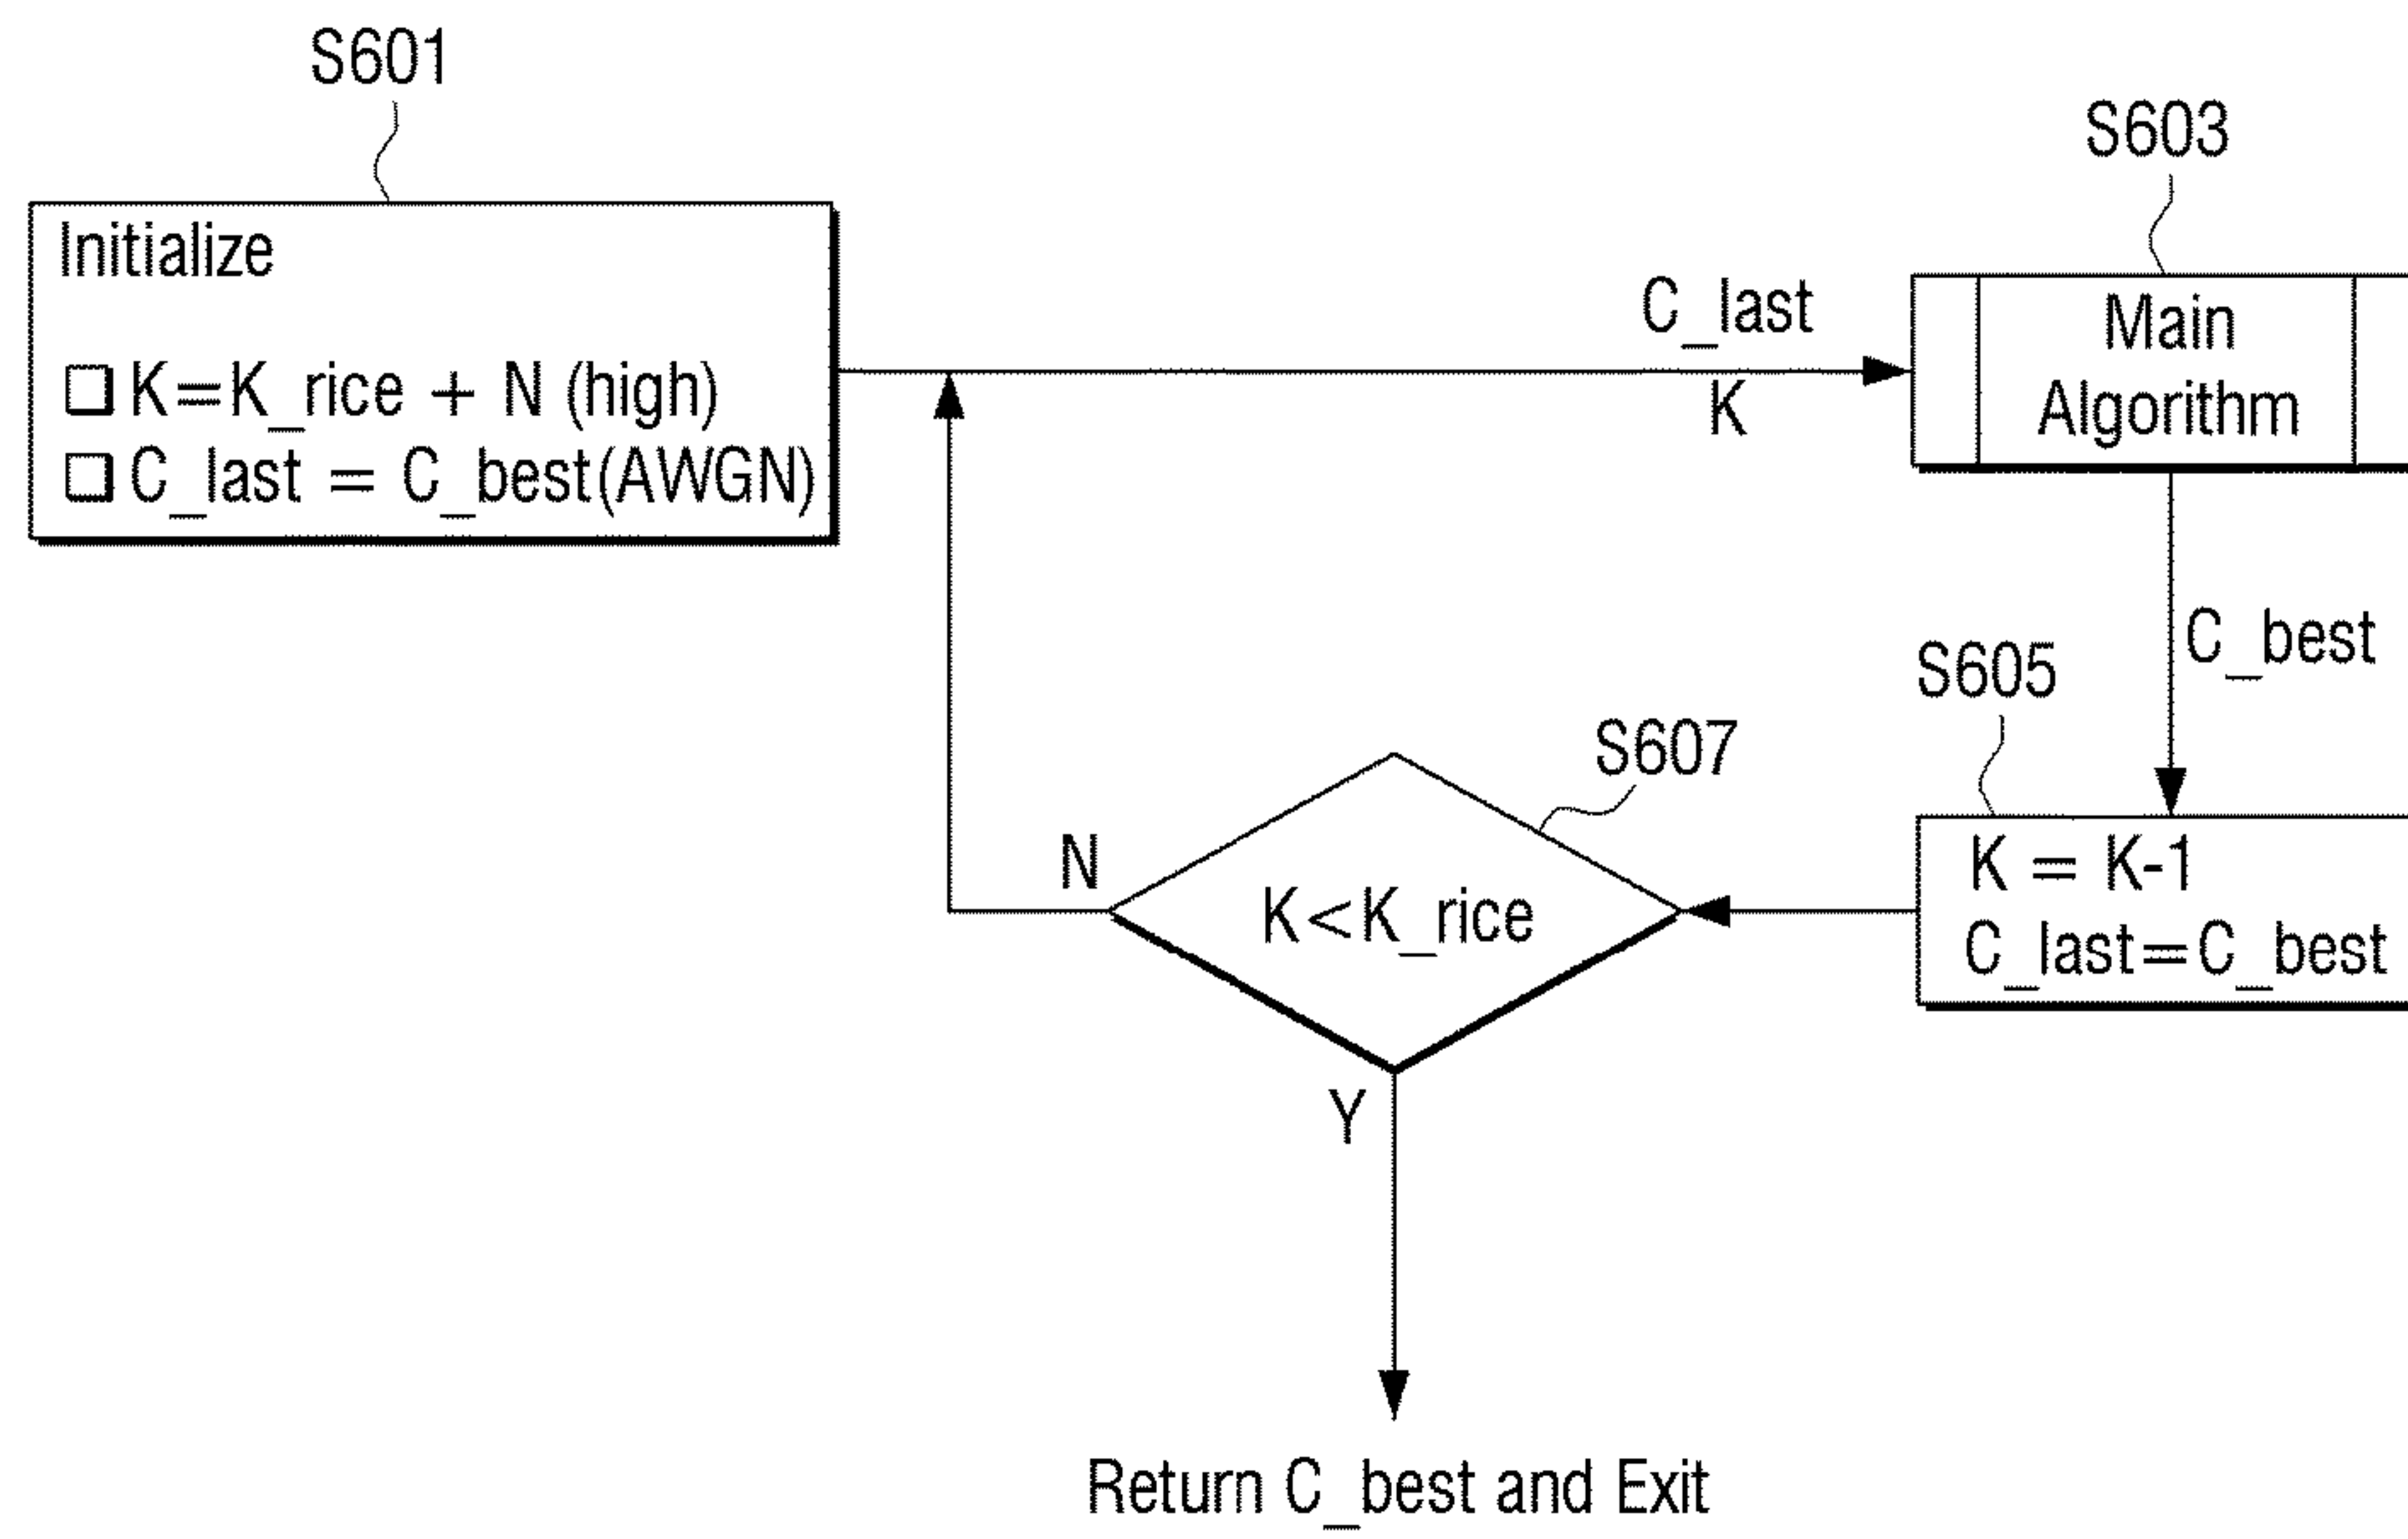 S601
Initialize
K=K_rice + N (high)
C_last = C_best(AWGN)
C_last
K
S603
Main
Algorithm
C_best
S605
K = K-1
C_last=C_best
S607
K<K_rice
N
Y
Return C_best and Exit